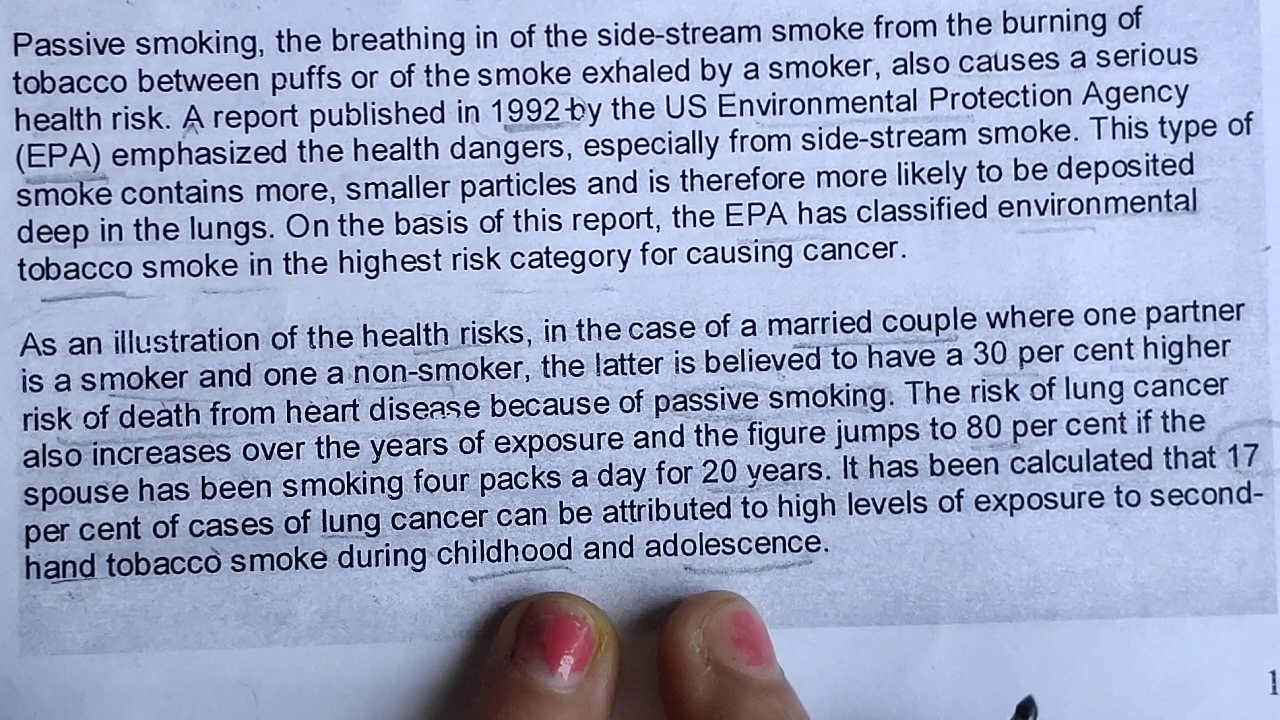 Passive smoking, the breathing in of the side-stream smoke from the burning of
tobacco between puffs or of the smoke exhaled by a smoker, also causes a serious
health risk. A report published in 1992 by the US Environmental Protection Agency
(EPA) emphasized the health dangers, especially from side-stream smoke. This type of
smoke contains more, smaller particles and is therefore more likely to be deposited
deep in the lungs. On the basis of this report, the EPA has classified environmental
tobacco smoke in the highest risk category for causing cancer.
As an illustration of the health risks, in the case of a married couple where one partner
is a smoker and one a non-smoker, the latter is believed to have a 30 per cent higher
risk of death from heart disease because of passive smoking. The risk of lung cancer
also increases over the years of exposure and the figure jumps to 80 per cent if the
spouse has been smoking four packs a day for 20 years. It has been calculated that 17
per cent of cases of lung cancer can be attributed to high levels of exposure to second-
hand tobacco smoke during childhood and adolescence.
1